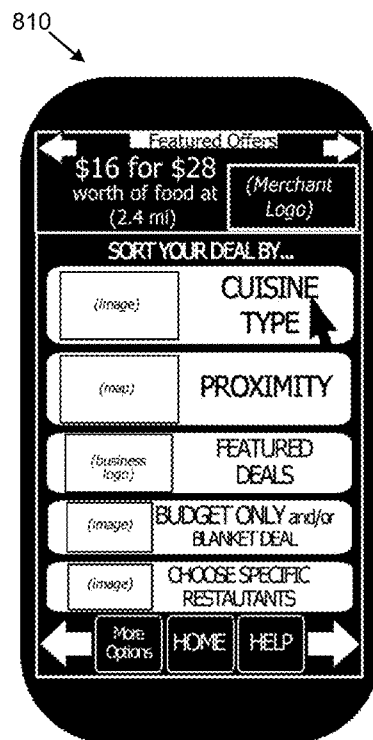 810
Featured Offers
$16 for $28
worth of food at
(2.4 mi)
(Merchant
Logo)
SORT YOUR DEAL BY...
(image)
CUISINE
TYPE
(map)
PROXIMITY
(business
logo)
FEATURED
DEALS
(image)
BUDGET ONLY and/or
BLANKET DEAL
(image)
CHOOSE SPECIFIC
RESTAUTANTS
More
Options
HOME
HELP